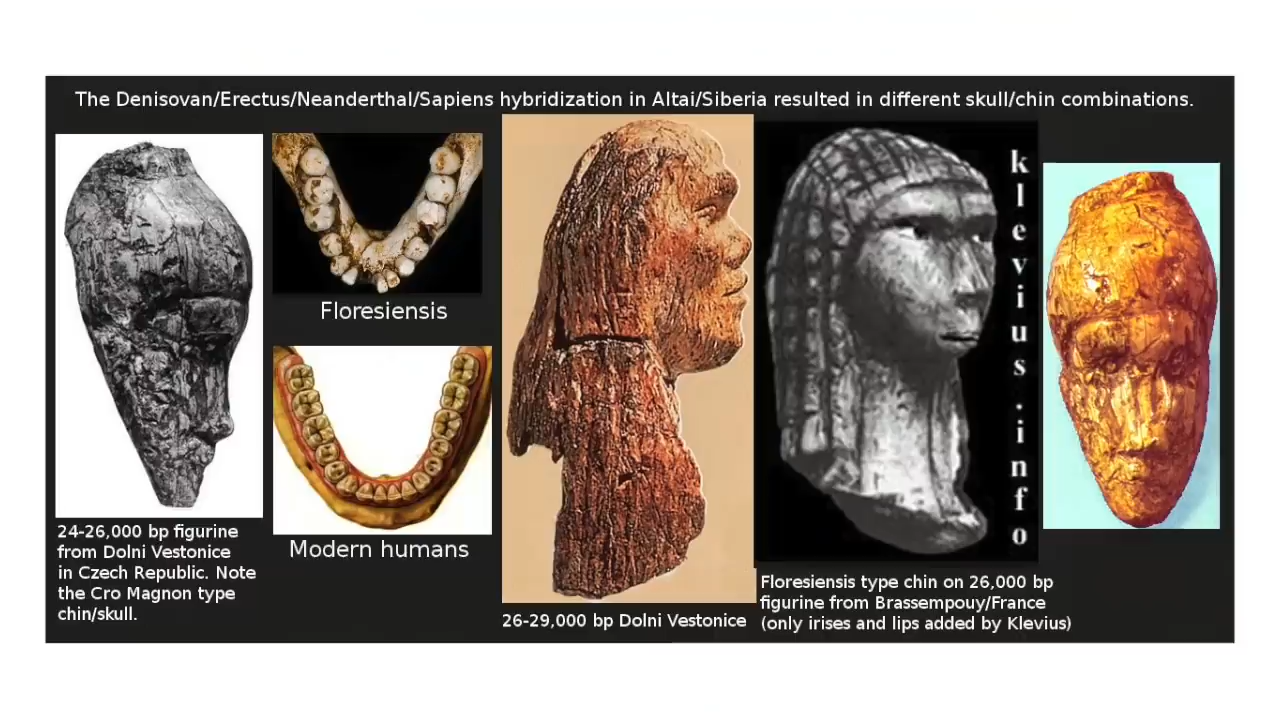 The Denisovan/Erectus/Neanderthal/Sapiens hybridization in Altai/Siberia resulted in different skull/chin combinations.
24-26,000 bp figurine
from Dolni Vestonice
in Czech Republic. Note
the Cro Magnon type
chin/skull.
Floresiensis
Modern humans
26-29,000 bp Dolni Vestonice
klevius.info
Floresiensis type chin on 26,000 bp
figurine from Brassempouy/France
(only irises and lips added by Klevius)